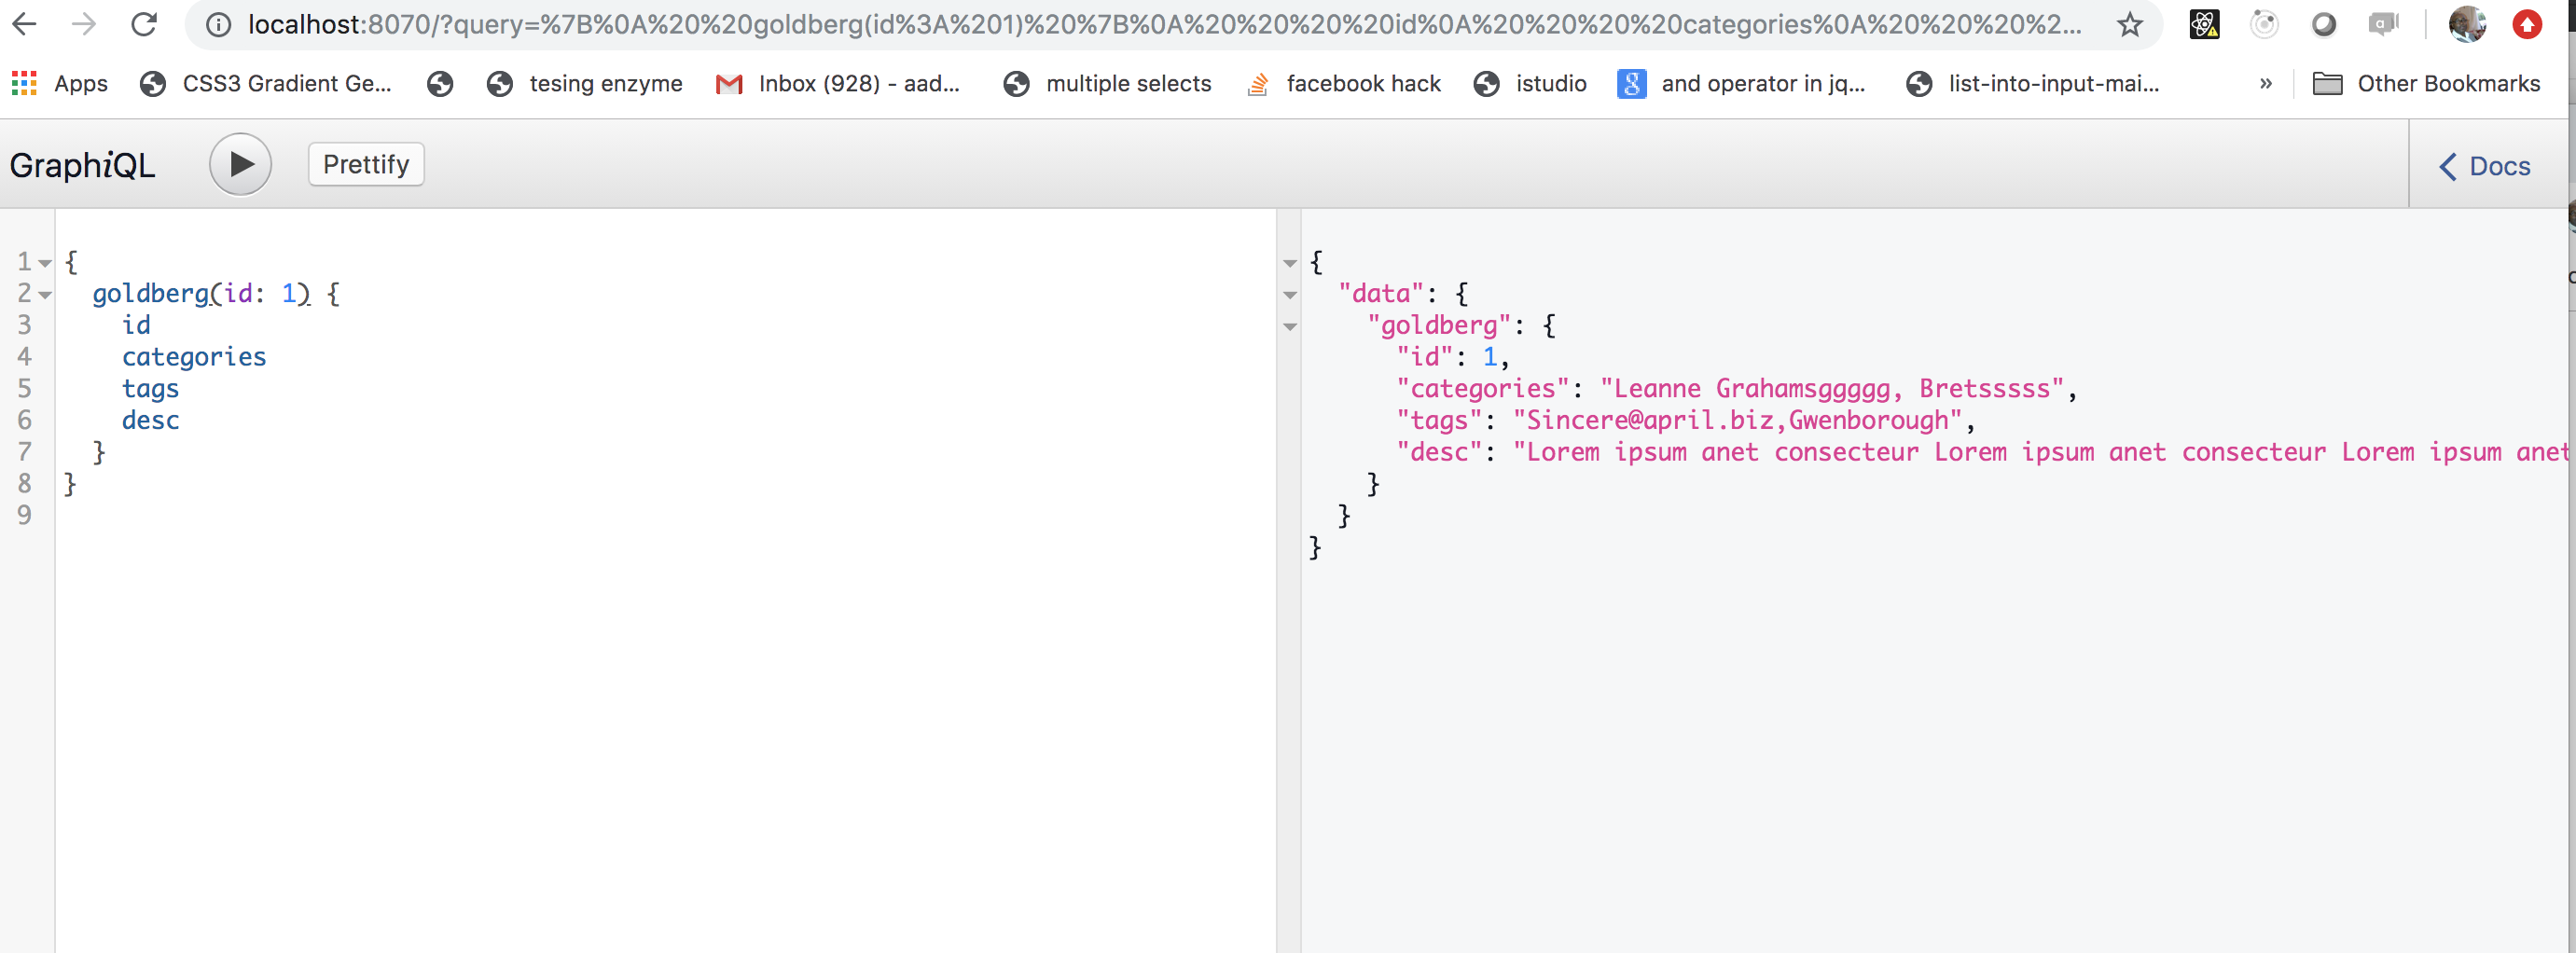 localhost:8070/?query=%7B%0A%20%20goldberg(id%3A%201)%20%7B%0A%20%20%20%20id%0A%20%20%20%20categories%0A%20%20%20%2...
Apps CSS3 Gradient Ge... tesing enzyme Inbox (928) - aad... multiple selects facebook hack istudio and operator in jq... list-into-input-mai... » Other Bookmarks
GraphiQL Prettify Docs
1 {
2 goldberg(id: 1) {
3 id
4 categories
5 tags
6 desc
7 }
8 }
9
{
"data": {
"goldberg": {
"id": 1,
"categories": "Leanne Grahamsggggg, Bretsssss",
"tags": "Sincere@april.biz,Gwenborough",
"desc": "Lorem ipsum anet consecteur Lorem ipsum anet consecteur Lorem ipsum anet
}
}
}